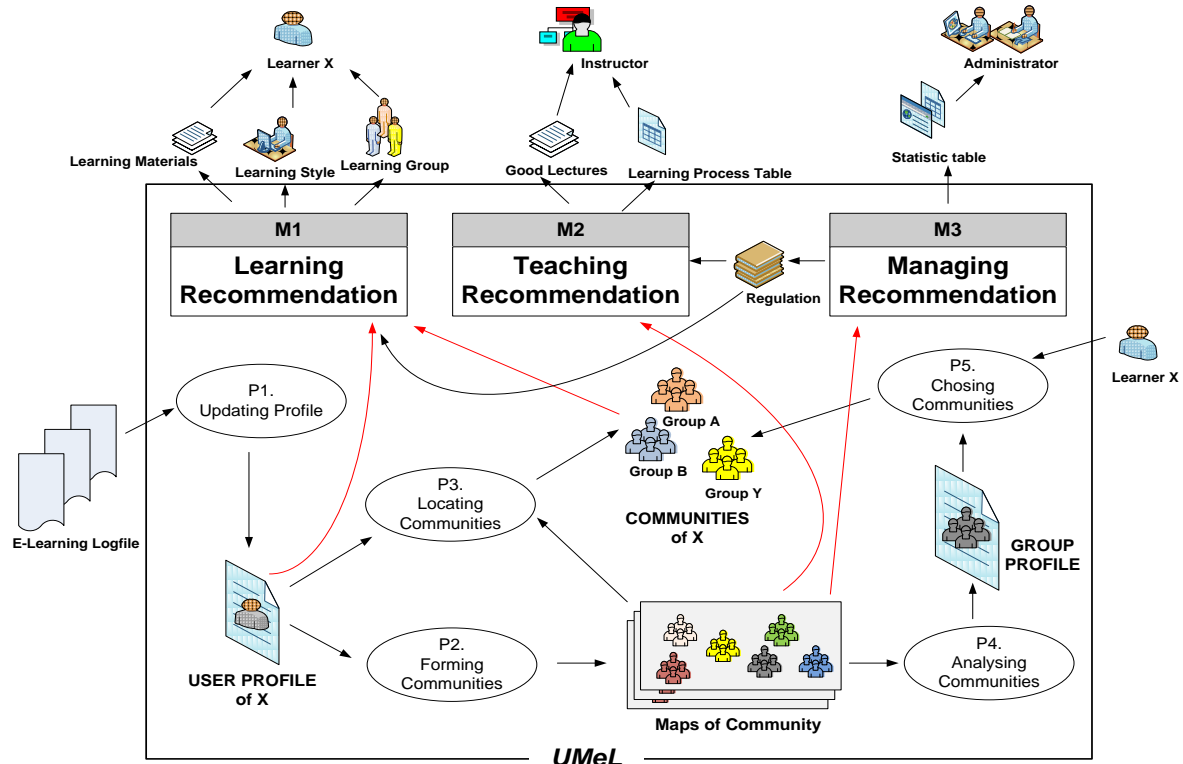 Learner X
Instructor
Administrator
Learning Materials
Learning Style
Learning Group
Good Lectures
Learning Process Table
Statistic table
M1
Learning
Recommendation
M2
Teaching
Recommendation
M3
Managing
Recommendation
Regulation
Learner X
P1.
Updating Profile
P5.
Chosing
Communities
Group A
Group B
Group Y
COMMUNITIES
of X
P3.
Locating
Communities
E-Learning Logfile
GROUP
PROFILE
USER PROFILE
of X
P2.
Forming
Communities
Maps of Community
P4.
Analysing
Communities
UMeL